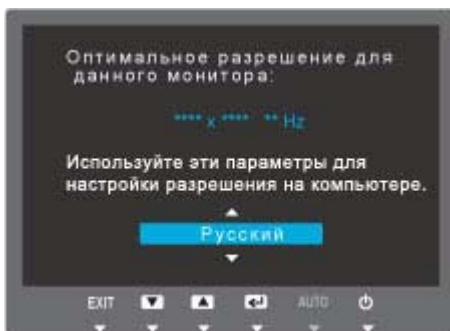 Оптимальное разрешение для
данного монитора:
**** x **** ** Hz
Используйте эти параметры для
настройки разрешения на компьютере.
Русский
EXIT
AUTO